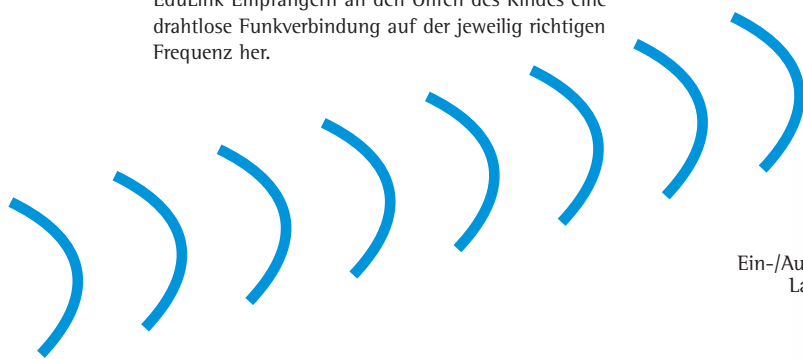 EduLink Empfängern an den Ohren des Kindes eine
drahtlose Funkverbindung auf der jeweilig richtigen
Frequenz her.
Ein-/Au
La